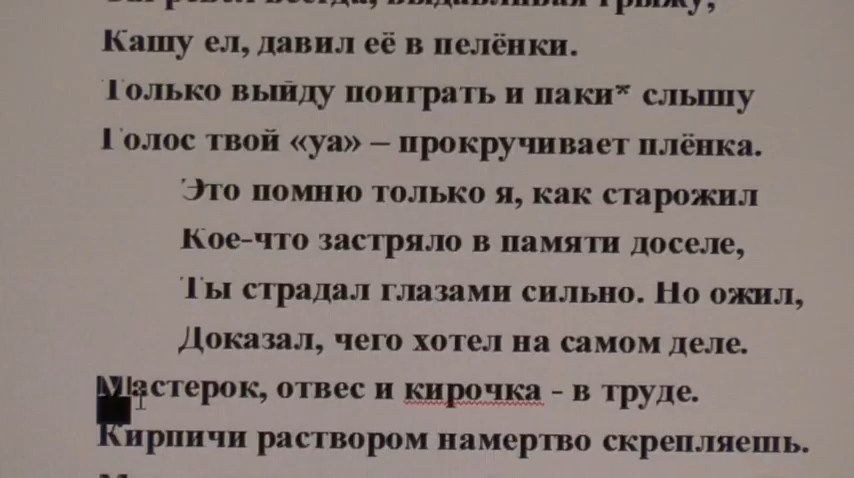 Кашу ел, давил её в пелёнки.
Только выйду поиграть и паки* слышу
Голос твой «уа» – прокручивает плёнка.
Это помню только я, как старожил
Кое-что застряло в памяти доселе,
Ты страдал глазами сильно. Но ожил,
Доказал, чего хотел на самом деле.
Мастерок, отвес и кирочка - в труде.
Кирпичи раствором намертво скрепляешь.